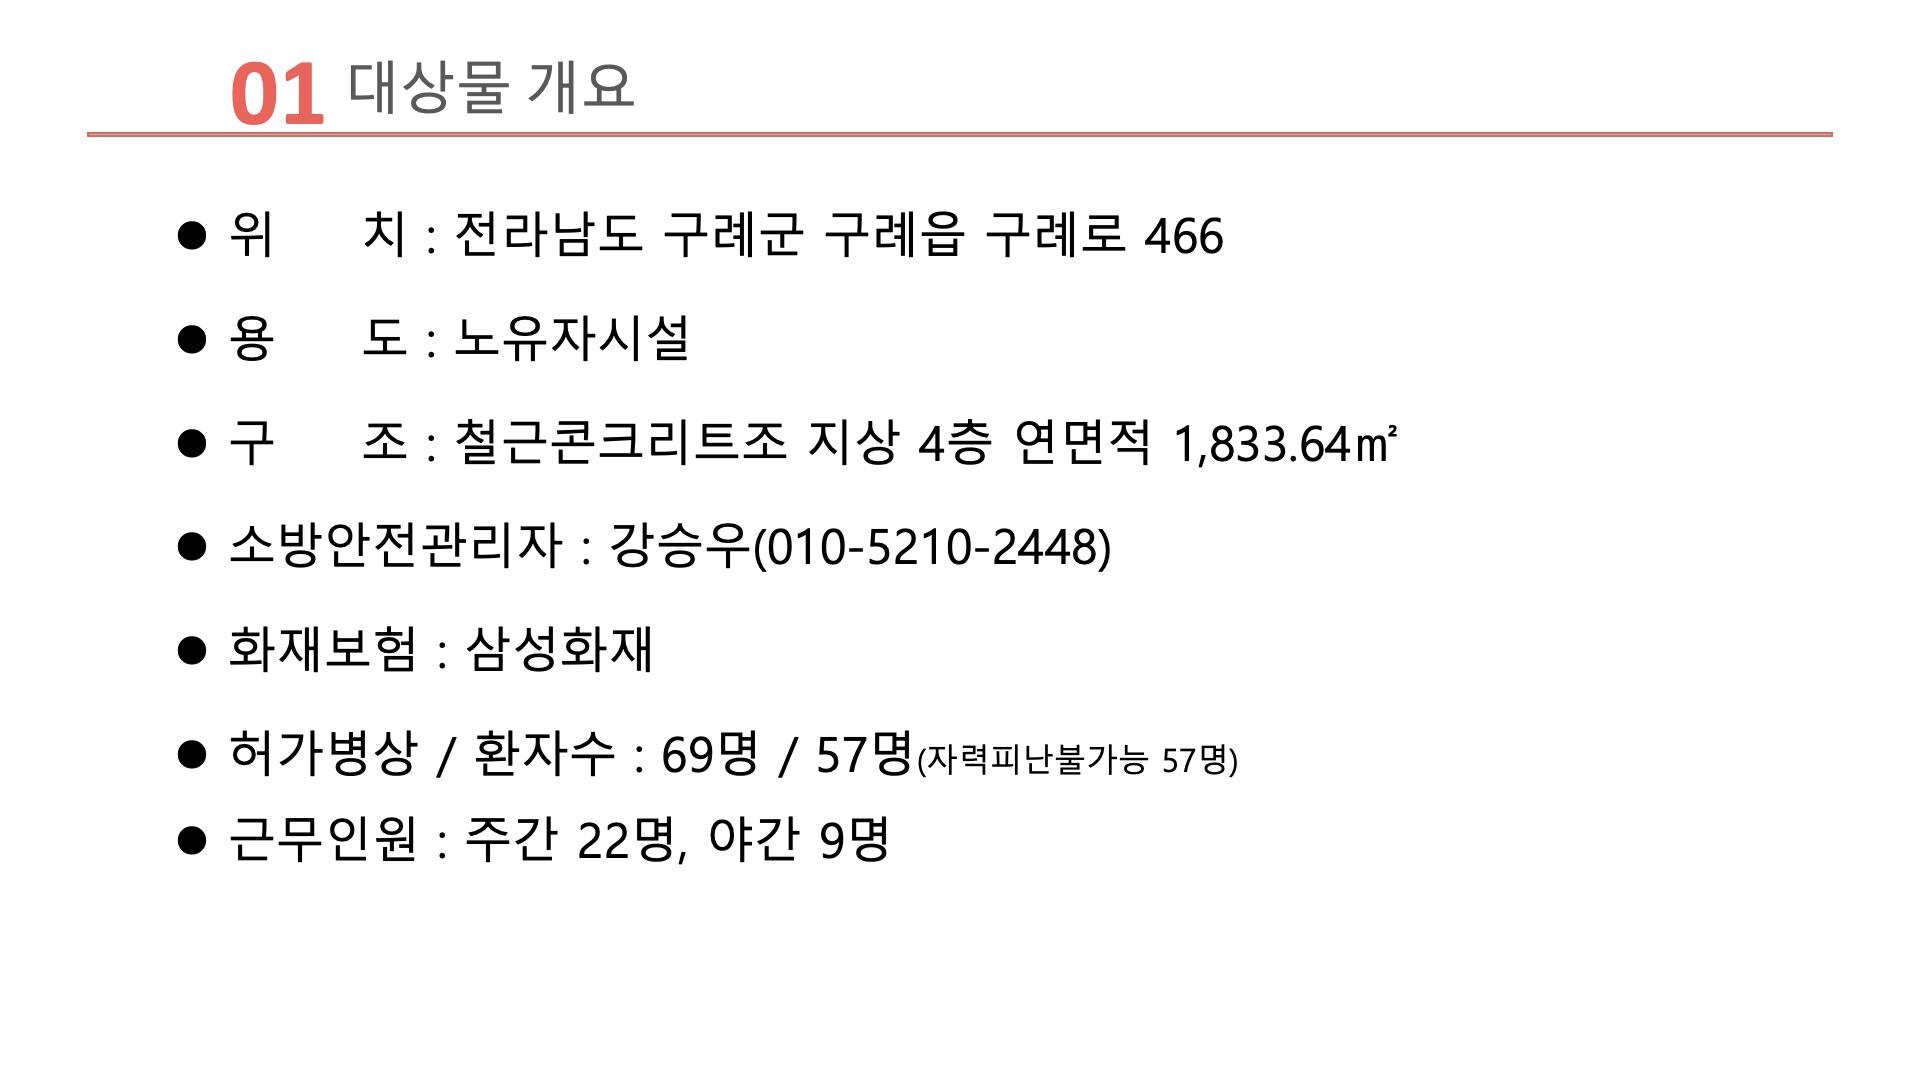 01 대상물 개요
● 위 치 : 전라남도 구례군 구례읍 구례로 466
● 용 도 : 노유자시설
● 구 조 : 철근콘크리트조 지상 4층 연면적 1,833.64㎡
● 소방안전관리자 : 강승우(010-5210-2448)
● 화재보험 : 삼성화재
● 허가병상 / 환자수 : 69명 / 57명(자력피난불가능 57명)
● 근무인원 : 주간 22명, 야간 9명